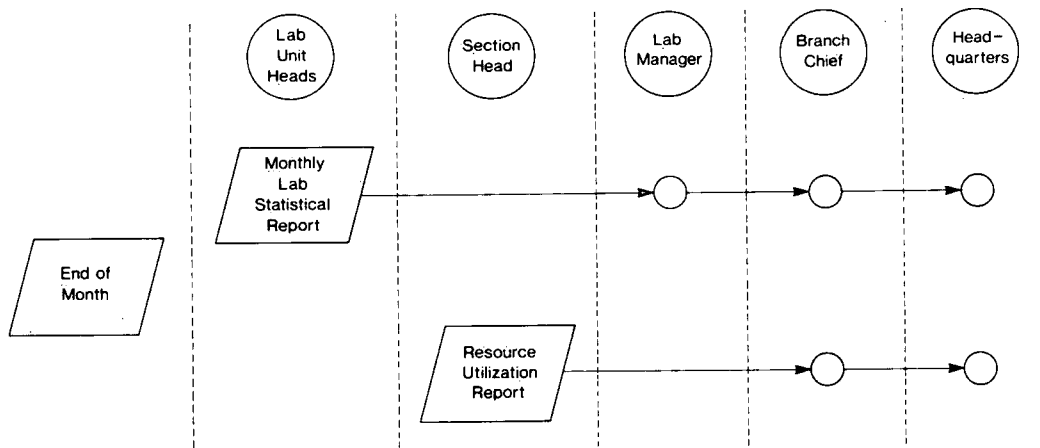 Lab
Unit
Heads
Section
Head
Lab
Manager
Branch
Chief
Head-
quarters
Monthly
Lab
Statistical
Report
End of
Month
Resource
Utilization
Report